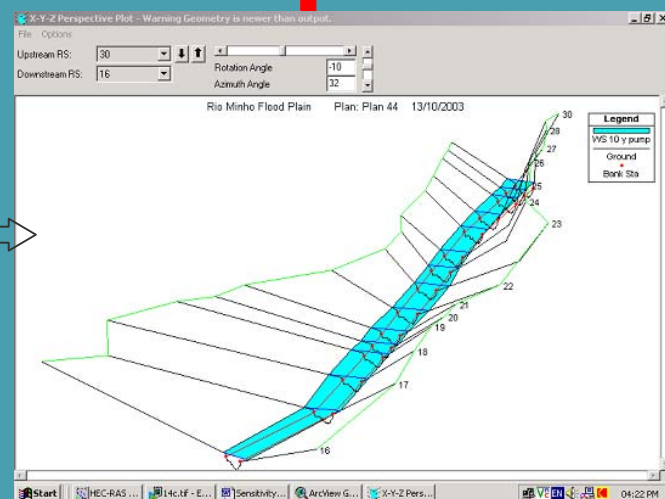 X-Y-Z Perspective Plot - Warning Geometry is newer than output.
File Options
Upstream RS: 30
Rotation Angle -10
Downstream RS: 16
Azimuth Angle 32
Rio Minho Flood Plain Plan: Plan 44 13/10/2003
Legend
WS 10 y pump
Ground
Bank Sta
30
28
27
26
25
24
23
22
21
20
19
18
17
16
Start HEC-RAS ... 14c.tif - E... Sensitivity... ArcView G... X-Y-Z Pers... EN 04:22 PM